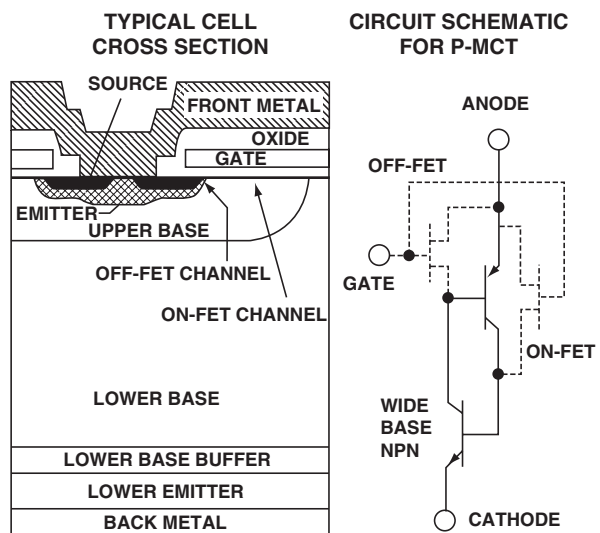 TYPICAL CELL
CROSS SECTION
SOURCE
FRONT METAL
OXIDE
GATE
EMITTER
UPPER BASE
OFF-FET CHANNEL
ON-FET CHANNEL
LOWER BASE
LOWER BASE BUFFER
LOWER EMITTER
BACK METAL
CIRCUIT SCHEMATIC
FOR P-MCT
ANODE
OFF-FET
GATE
ON-FET
WIDE
BASE
NPN
CATHODE